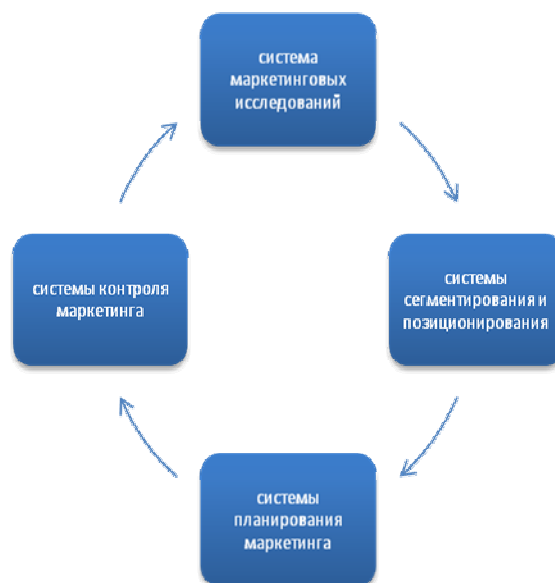 система
маркетинговых
исследований
системы
сегментирования и
позиционирования
системы
планирования
маркетинга
системы контроля
маркетинга